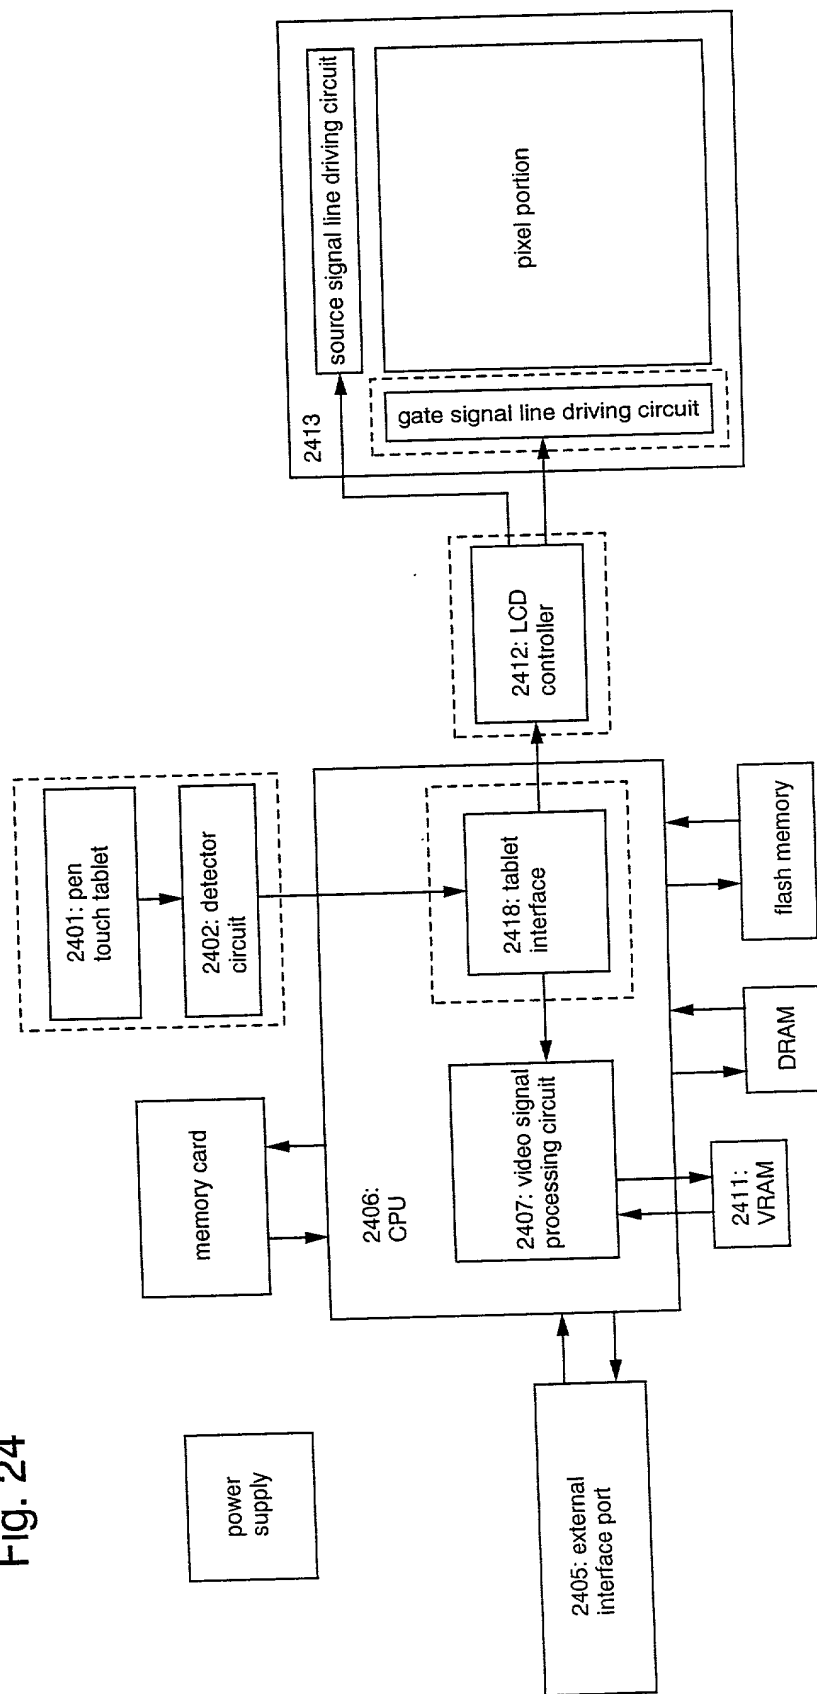 Fig. 24
power
supply
memory card
2401: pen
touch tablet
2402: detector
circuit
2406:
CPU
2405: external
interface port
2407: video signal
processing circuit
2418: tablet
interface
2411:
VRAM
DRAM
flash memory
2412: LCD
controller
2413
source signal line driving circuit
gate signal line driving circuit
pixel portion